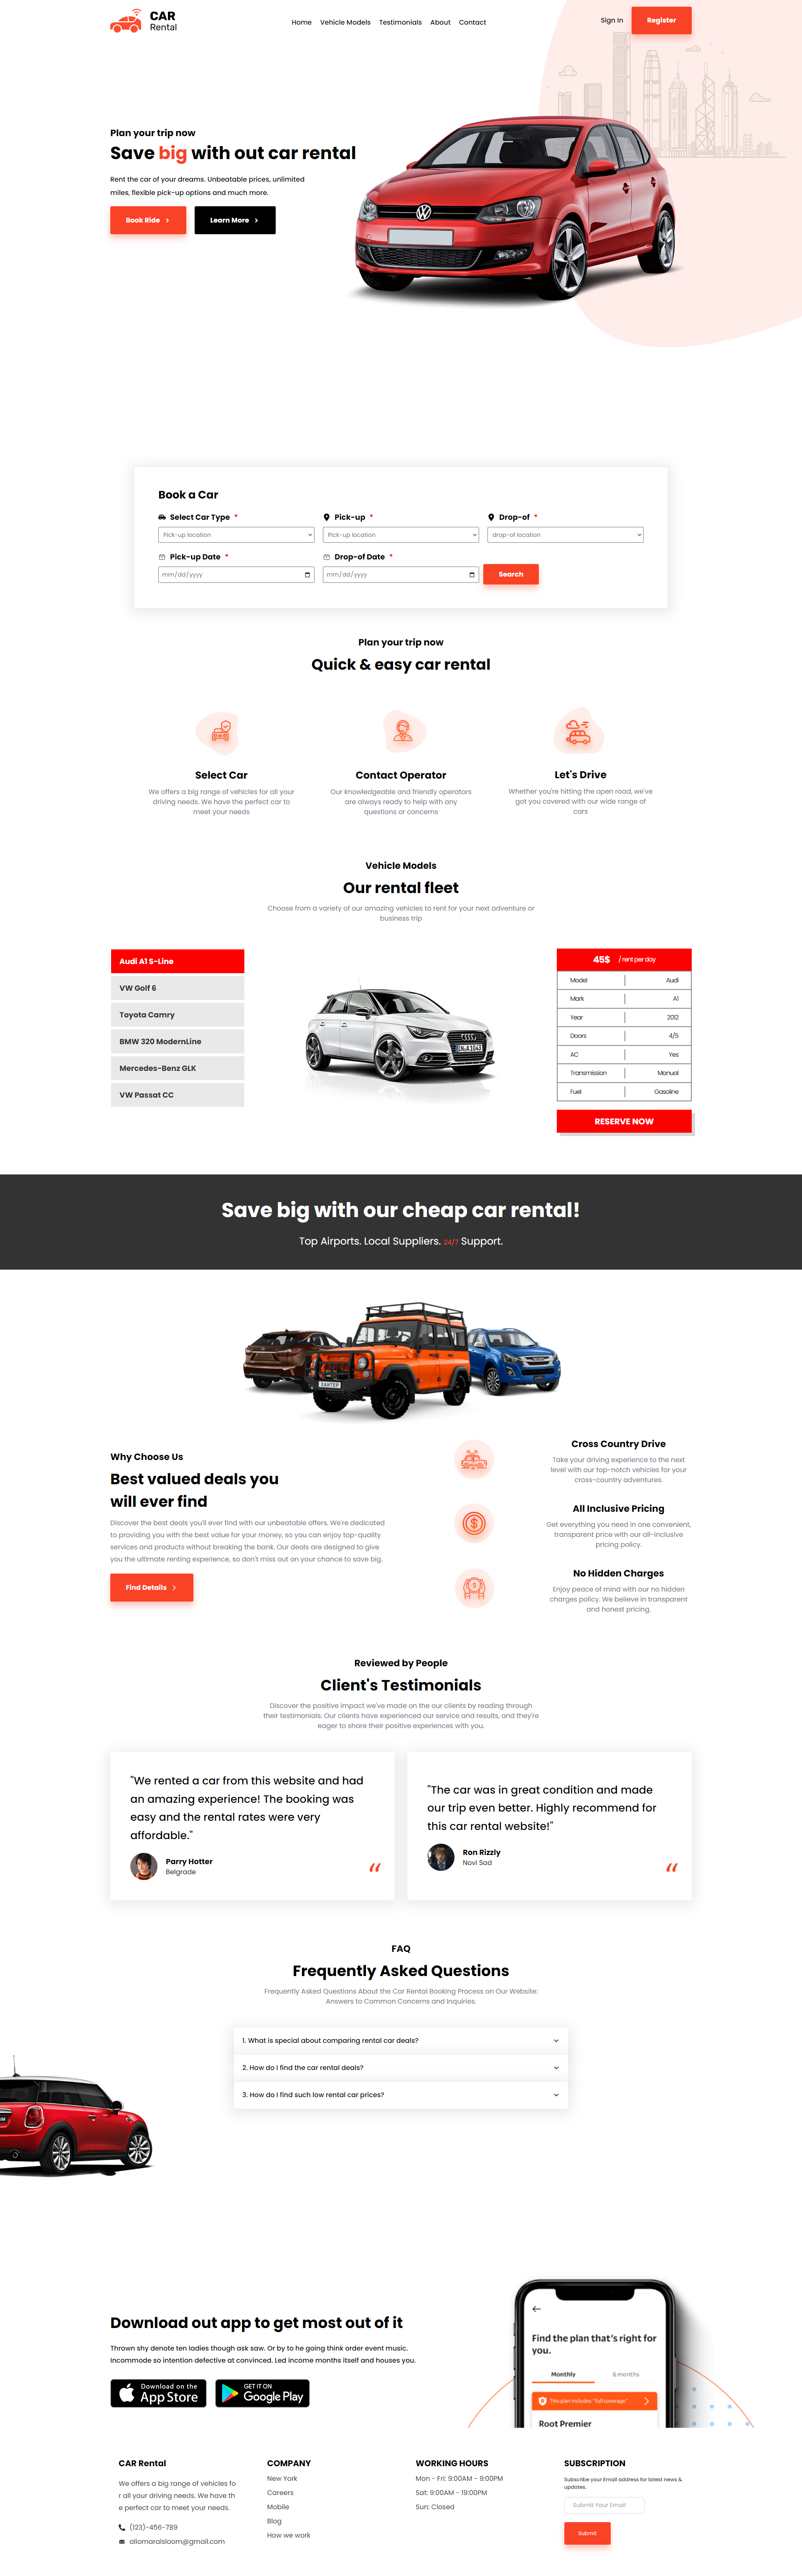 CAR
Rental
Home Vehicle Models Testimonials About Contact
Sign In
Register
Plan your trip now
Save big with out car rental
Rent the car of your dreams. Unbeatable prices, unlimited
miles, flexible pick-up options and much more.
Book Ride
Learn More
Book a Car
Select Car Type *
Pick-up *
Drop-of *
Pick-up location
Pick-up location
drop-of location
Pick-up Date *
Drop-of Date *
mm/dd/yyyy
mm/dd/yyyy
Search
Plan your trip now
Quick & easy car rental
Select Car
We offers a big range of vehicles for all your
driving needs. We have the perfect car to
meet your needs
Contact Operator
Our knowledgeable and friendly operators
are always ready to help with any
questions or concerns
Let's Drive
Whether you're hitting the open road, we've
got you covered with our wide range of
cars
Vehicle Models
Our rental fleet
Choose from a variety of our amazing vehicles to rent for your next adventure or
business trip
Audi A1 S-Line
VW Golf 6
Toyota Camry
BMW 320 ModernLine
Mercedes-Benz GLK
VW Passat CC
IN·A1043
45$ / rent per day
Model Audi
Mark A1
Year 2012
Doors 4/5
AC Yes
Transmission Manual
Fuel Gasoline
RESERVE NOW
Save big with our cheap car rental!
Top Airports. Local Suppliers. 24/7 Support.
ХАНТЕР
Why Choose Us
Best valued deals you
will ever find
Discover the best deals you'll ever find with our unbeatable offers. We're dedicated
to providing you with the best value for your money, so you can enjoy top-quality
services and products without breaking the bank. Our deals are designed to give
you the ultimate renting experience, so don't miss out on your chance to save big.
Find Details
Cross Country Drive
Take your driving experience to the next
level with our top-notch vehicles for your
cross-country adventures.
All Inclusive Pricing
Get everything you need in one convenient,
transparent price with our all-inclusive
pricing policy.
No Hidden Charges
Enjoy peace of mind with our no hidden
charges policy. We believe in transparent
and honest pricing.
Reviewed by People
Client's Testimonials
Discover the positive impact we've made on the our clients by reading through
their testimonials. Our clients have experienced our service and results, and they're
eager to share their positive experiences with you.
"We rented a car from this website and had
an amazing experience! The booking was
easy and the rental rates were very
affordable."
Parry Hotter
Belgrade
"The car was in great condition and made
our trip even better. Highly recommend for
this car rental website!"
Ron Rizzly
Novi Sad
FAQ
Frequently Asked Questions
Frequently Asked Questions About the Car Rental Booking Process on Our Website:
Answers to Common Concerns and Inquiries.
1. What is special about comparing rental car deals?
2. How do I find the car rental deals?
3. How do I find such low rental car prices?
Download out app to get most out of it
Thrown shy denote ten ladies though ask saw. Or by to he going think order event music.
Incommode so intention defective at convinced. Led income months itself and houses you.
Download on the
App Store
GET IT ON
Google Play
Find the plan that's right for
you.
Monthly 6 months
This plan includes "full coverage"
Root Premier
CAR Rental
We offers a big range of vehicles fo
r all your driving needs. We have th
e perfect car to meet your needs.
(123)-456-789
aliomaralsloom@gmail.com
COMPANY
New York
Careers
Mobile
Blog
How we work
WORKING HOURS
Mon - Fri: 9:00AM - 9:00PM
Sat: 9:00AM - 19:00PM
Sun: Closed
SUBSCRIPTION
Subscribe your Email address for latest news &
updates.
Submit Your Email
Submit